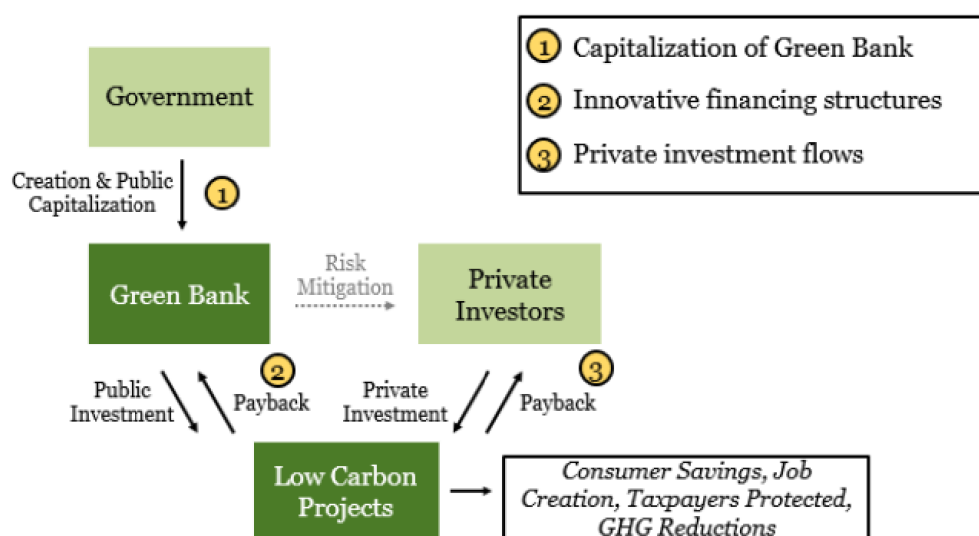 Government
Creation & Public
Capitalization
1
1 Capitalization of Green Bank
2 Innovative financing structures
3 Private investment flows
Green Bank
Risk
Mitigation
Private
Investors
Public
Investment
2
Payback
Private
Investment
3
Payback
Low Carbon
Projects
Consumer Savings, Job
Creation, Taxpayers Protected,
GHG Reductions